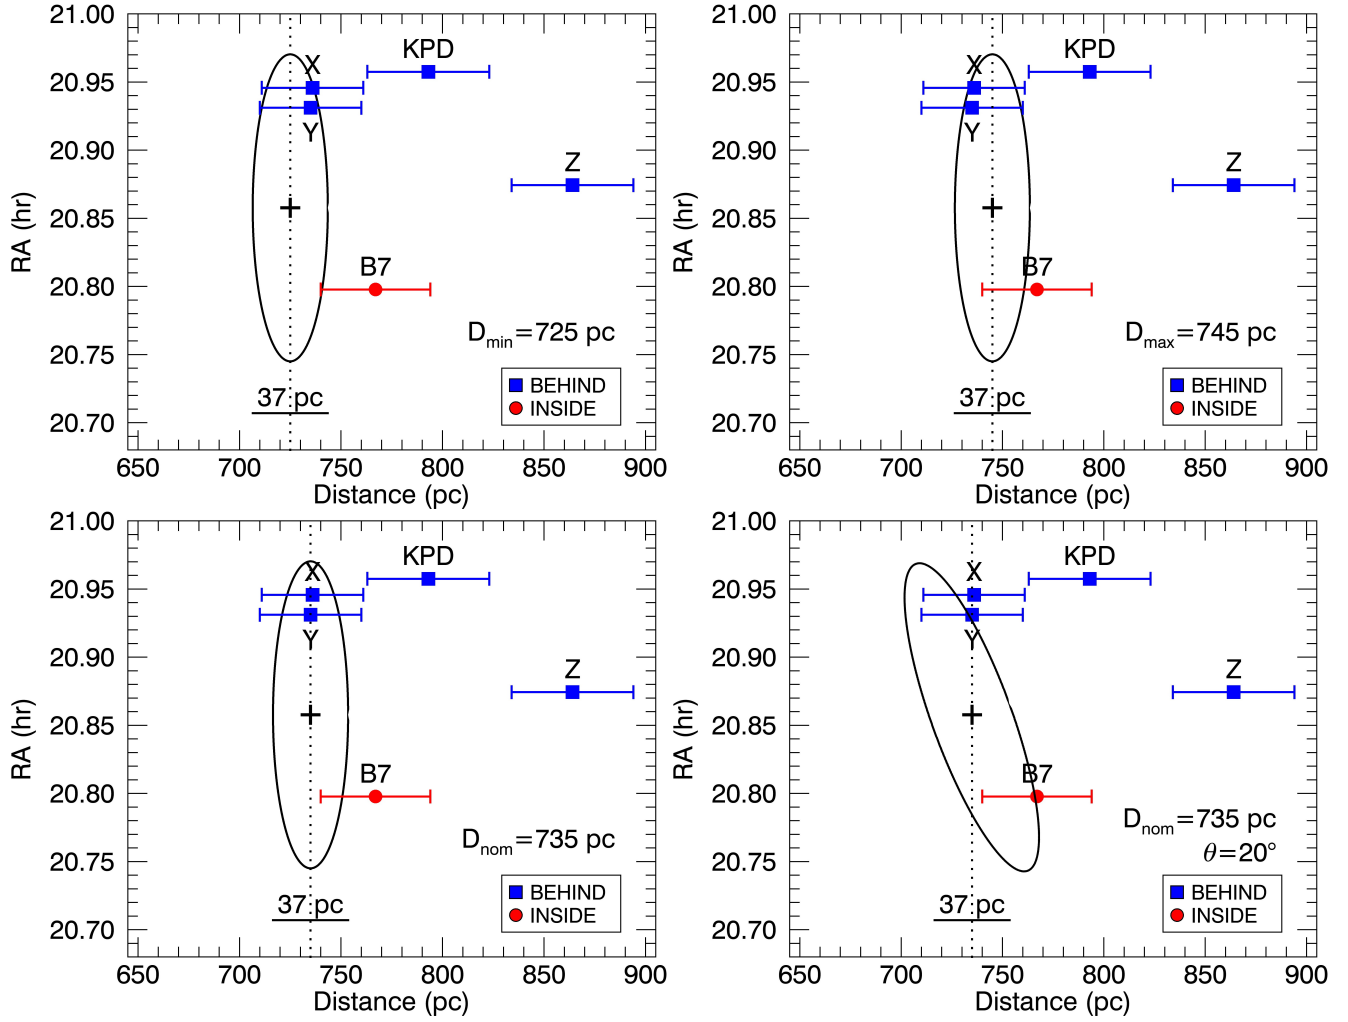 21.00
20.95
20.90
20.85
20.80
20.75
20.70
RA (hr)
KPD
X
Y
Z
B7
D_min=725 pc
BEHIND
INSIDE
37 pc
650 700 750 800 850 900
Distance (pc)
21.00
20.95
20.90
20.85
20.80
20.75
20.70
RA (hr)
KPD
X
Y
Z
B7
D_max=745 pc
BEHIND
INSIDE
37 pc
650 700 750 800 850 900
Distance (pc)
21.00
20.95
20.90
20.85
20.80
20.75
20.70
RA (hr)
KPD
X
Y
Z
B7
D_nom=735 pc
BEHIND
INSIDE
37 pc
650 700 750 800 850 900
Distance (pc)
21.00
20.95
20.90
20.85
20.80
20.75
20.70
RA (hr)
KPD
X
Y
Z
B7
D_nom=735 pc
θ=20°
BEHIND
INSIDE
37 pc
650 700 750 800 850 900
Distance (pc)